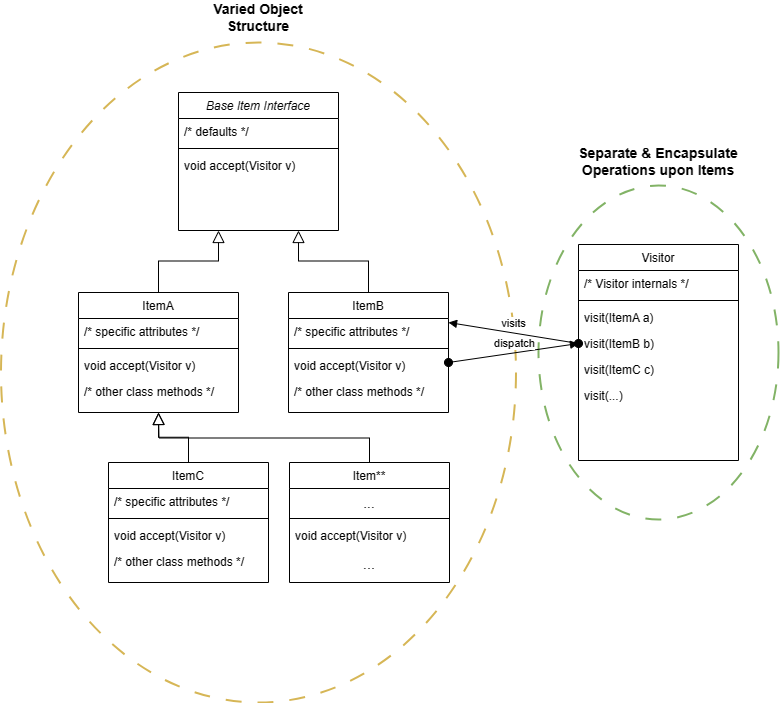 Varied Object
Structure
Base Item Interface
/* defaults */
void accept(Visitor v)
Separate & Encapsulate
Operations upon Items
Visitor
/* Visitor internals */
visit(ItemA a)
visit(ItemB b)
visit(ItemC c)
visit(...)
ItemA
/* specific attributes */
void accept(Visitor v)
/* other class methods */
ItemB
/* specific attributes */
void accept(Visitor v)
/* other class methods */
visits
dispatch
ItemC
/* specific attributes */
void accept(Visitor v)
/* other class methods */
Item**
...
void accept(Visitor v)
...